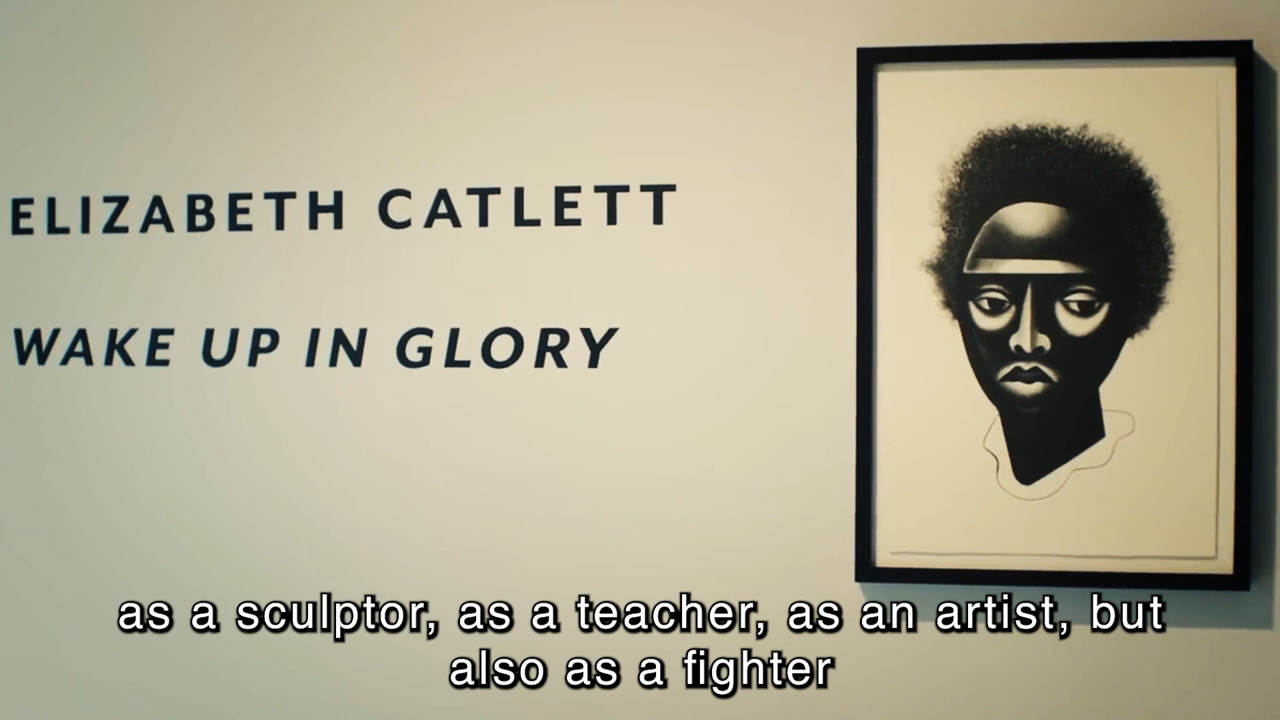 ELIZABETH CATLETT
WAKE UP IN GLORY
as a sculptor, as a teacher, as an artist, but
also as a fighter